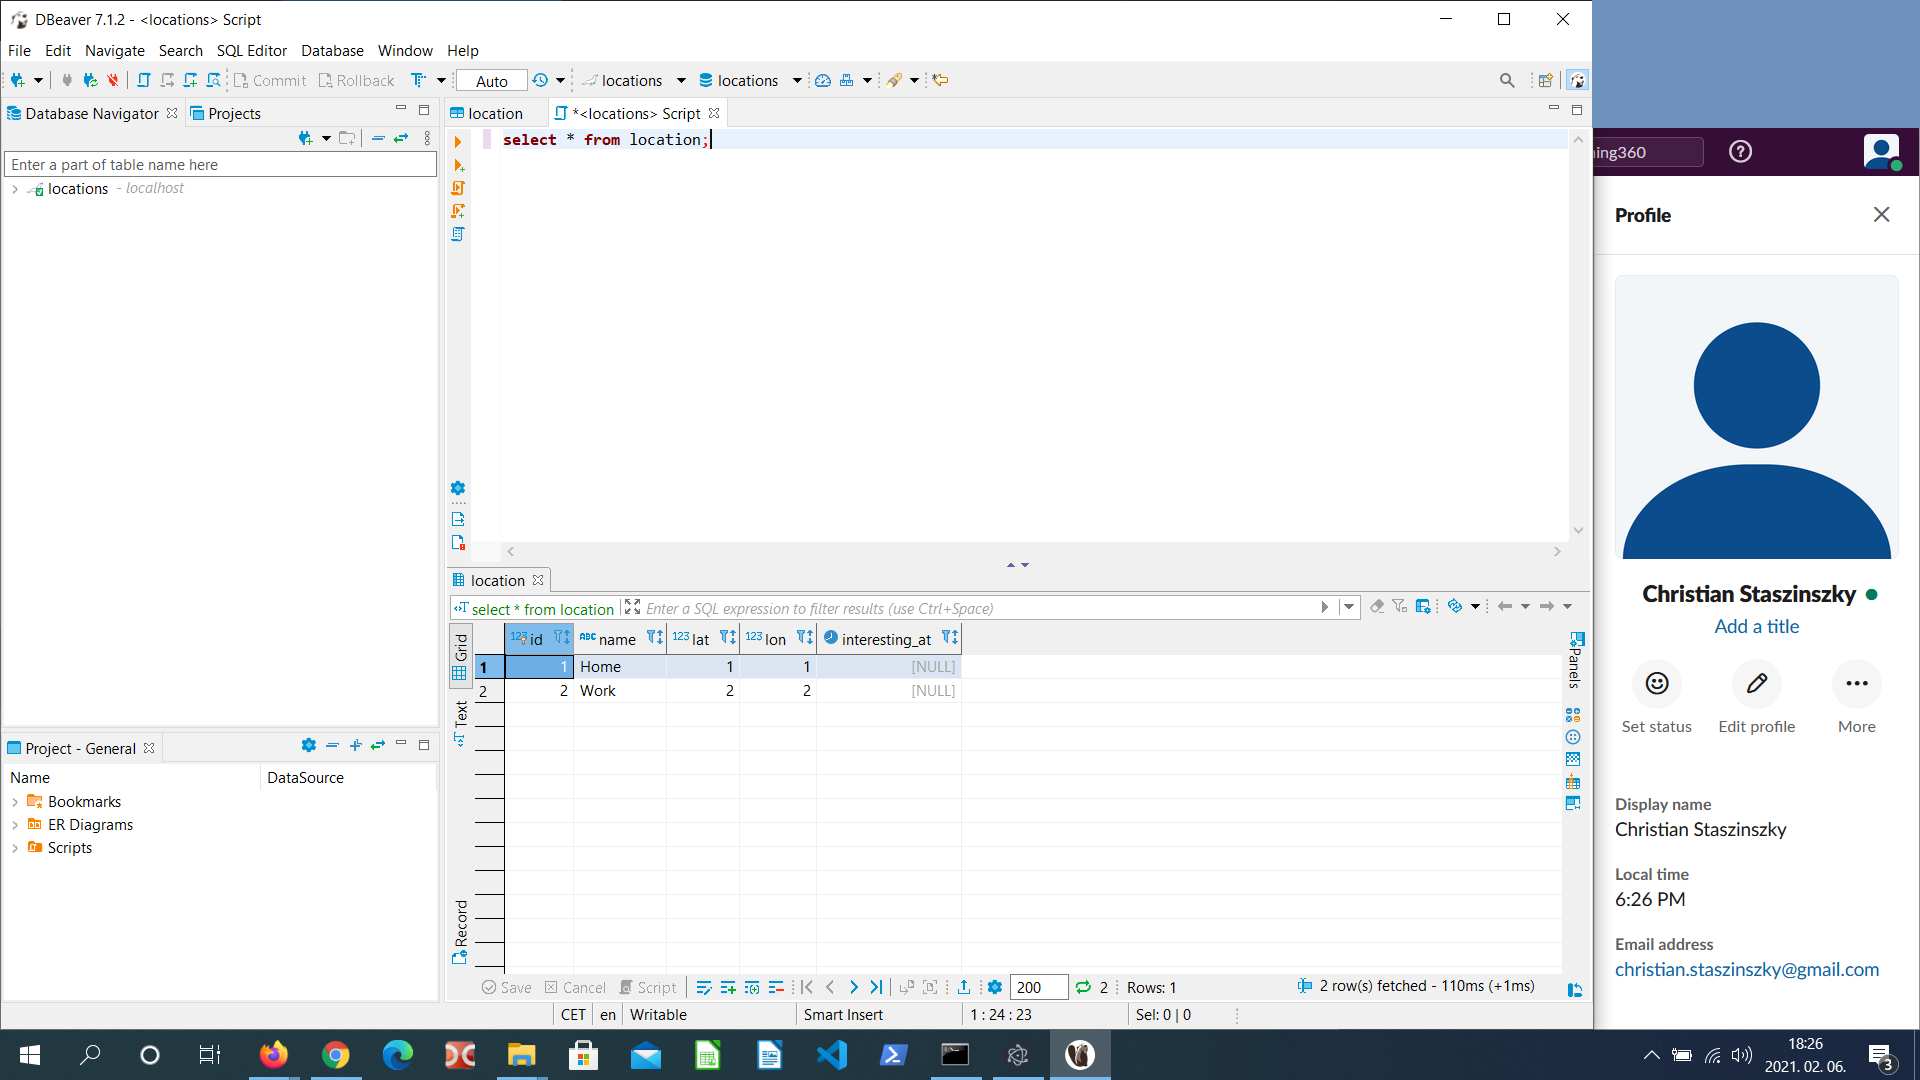 DBeaver 7.1.2 - <locations> Script
File Edit Navigate Search SQL Editor Database Window Help
Commit Rollback Auto locations locations
Database Navigator Projects
Enter a part of table name here
locations - localhost
location *<locations> Script
select * from location;
Project - General
Name DataSource
Bookmarks
ER Diagrams
Scripts
location
select * from location Enter a SQL expression to filter results (use Ctrl+Space)
Grid
Text
Record
Panels
123 id ABC name 123 lat 123 lon interesting_at
1 1 Home 1 1 [NULL]
2 2 Work 2 2 [NULL]
Save Cancel Script 200 2 Rows: 1 2 row(s) fetched - 110ms (+1ms)
CET en Writable Smart Insert 1 : 24 : 23 Sel: 0 | 0
ing360
Profile
Christian Staszinszky
Add a title
Set status Edit profile More
Display name
Christian Staszinszky
Local time
6:26 PM
Email address
christian.staszinszky@gmail.com
18:26
2021. 02. 06.
3